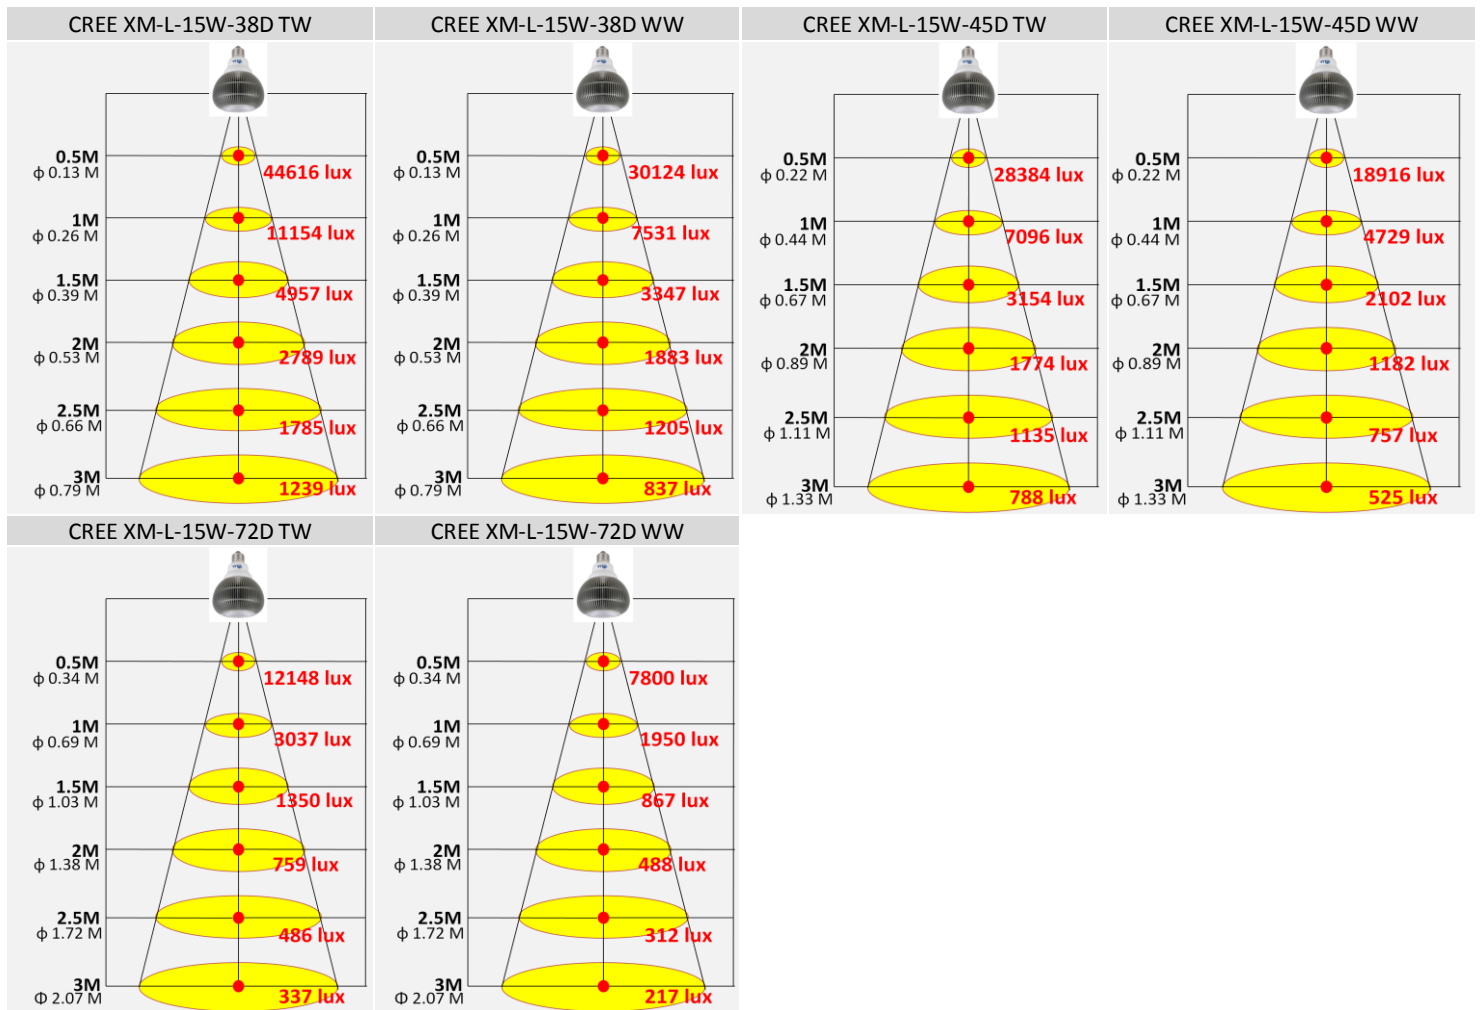 CREE XM-L-15W-38D TW
0.5M
φ 0.13 M
44616 lux
1M
φ 0.26 M
11154 lux
1.5M
φ 0.39 M
4957 lux
2M
φ 0.53 M
2789 lux
2.5M
φ 0.66 M
1785 lux
3M
φ 0.79 M
1239 lux
CREE XM-L-15W-38D WW
0.5M
φ 0.13 M
30124 lux
1M
φ 0.26 M
7531 lux
1.5M
φ 0.39 M
3347 lux
2M
φ 0.53 M
1883 lux
2.5M
φ 0.66 M
1205 lux
3M
φ 0.79 M
837 lux
CREE XM-L-15W-45D TW
0.5M
φ 0.22 M
28384 lux
1M
φ 0.44 M
7096 lux
1.5M
φ 0.67 M
3154 lux
2M
φ 0.89 M
1774 lux
2.5M
φ 1.11 M
1135 lux
3M
φ 1.33 M
788 lux
CREE XM-L-15W-45D WW
0.5M
φ 0.22 M
18916 lux
1M
φ 0.44 M
4729 lux
1.5M
φ 0.67 M
2102 lux
2M
φ 0.89 M
1182 lux
2.5M
φ 1.11 M
757 lux
3M
φ 1.33 M
525 lux
CREE XM-L-15W-72D TW
0.5M
φ 0.34 M
12148 lux
1M
φ 0.69 M
3037 lux
1.5M
φ 1.03 M
1350 lux
2M
φ 1.38 M
759 lux
2.5M
φ 1.72 M
486 lux
3M
Φ 2.07 M
337 lux
CREE XM-L-15W-72D WW
0.5M
φ 0.34 M
7800 lux
1M
φ 0.69 M
1950 lux
1.5M
φ 1.03 M
867 lux
2M
φ 1.38 M
488 lux
2.5M
φ 1.72 M
312 lux
3M
Φ 2.07 M
217 lux